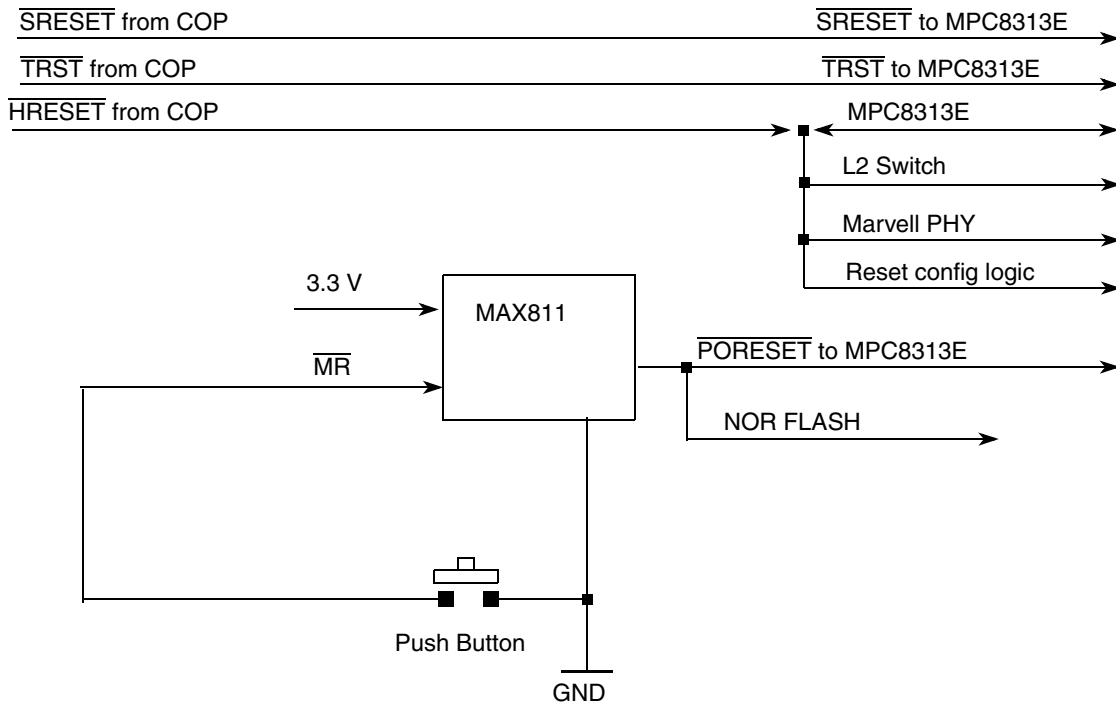 SRESET from COP
SRESET to MPC8313E
TRST from COP
TRST to MPC8313E
HRESET from COP
MPC8313E
L2 Switch
Marvell PHY
Reset config logic
3.3 V
MAX811
MR
PORESET to MPC8313E
NOR FLASH
Push Button
GND